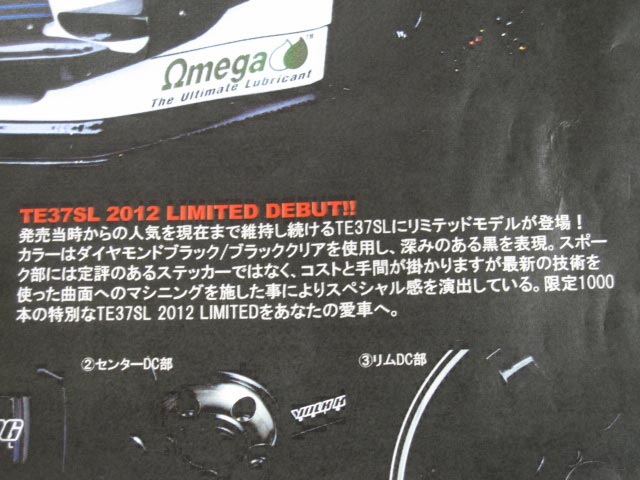 Ωmega
The Ultimate Lubricant
TE37SL 2012 LIMITED DEBUT!!
発売当時からの人気を現在まで維持し続けるTE37SLにリミテッドモデルが登場！
カラーはダイヤモンドブラック/ブラッククリアを使用し、深みのある黒を表現。スポー
ク部には定評のあるステッカーではなく、コストと手間が掛かりますが最新の技術を
使った曲面へのマシニングを施した事によりスペシャル感を演出している。限定1000
本の特別なTE37SL 2012 LIMITEDをあなたの愛車へ。
②センターDC部
③リムDC部